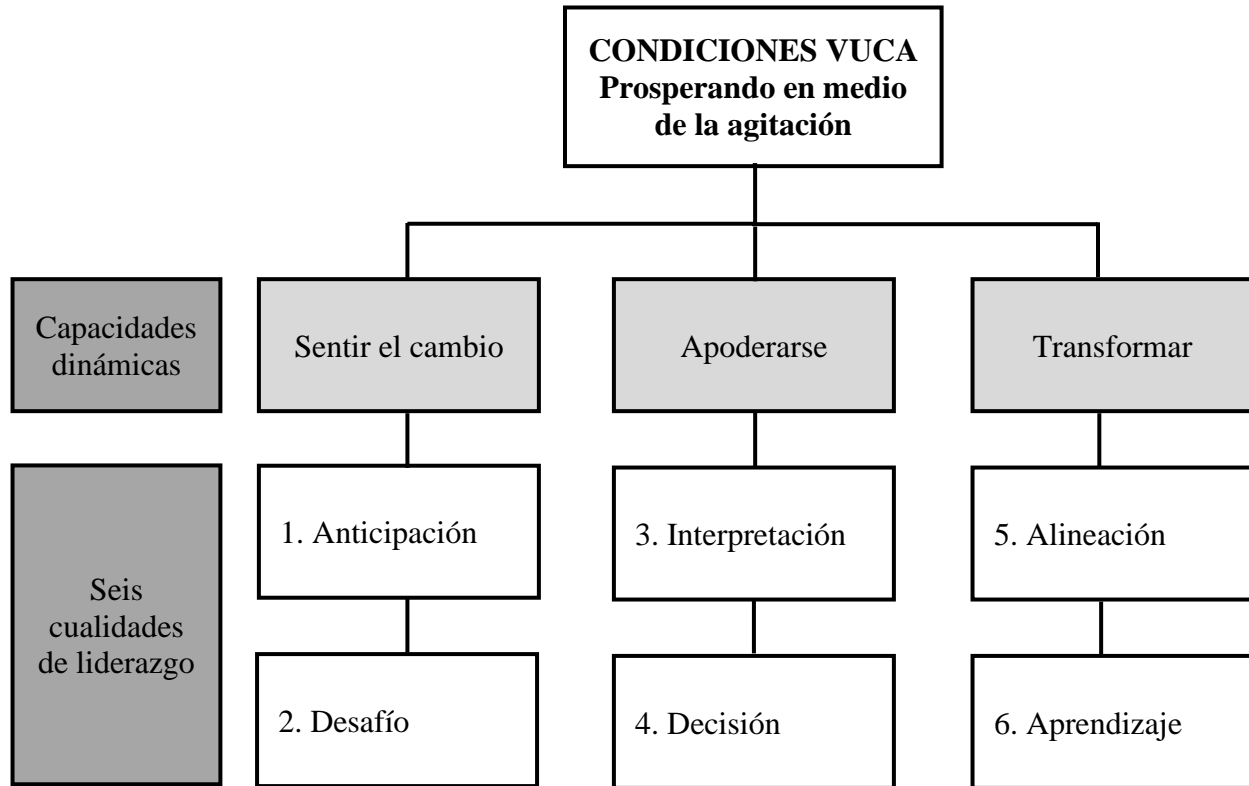 CONDICIONES VUCA
Prosperando en medio
de la agitación
Capacidades
dinámicas
Sentir el cambio
Apoderarse
Transformar
Seis
cualidades
de liderazgo
1. Anticipación
3. Interpretación
5. Alineación
2. Desafío
4. Decisión
6. Aprendizaje